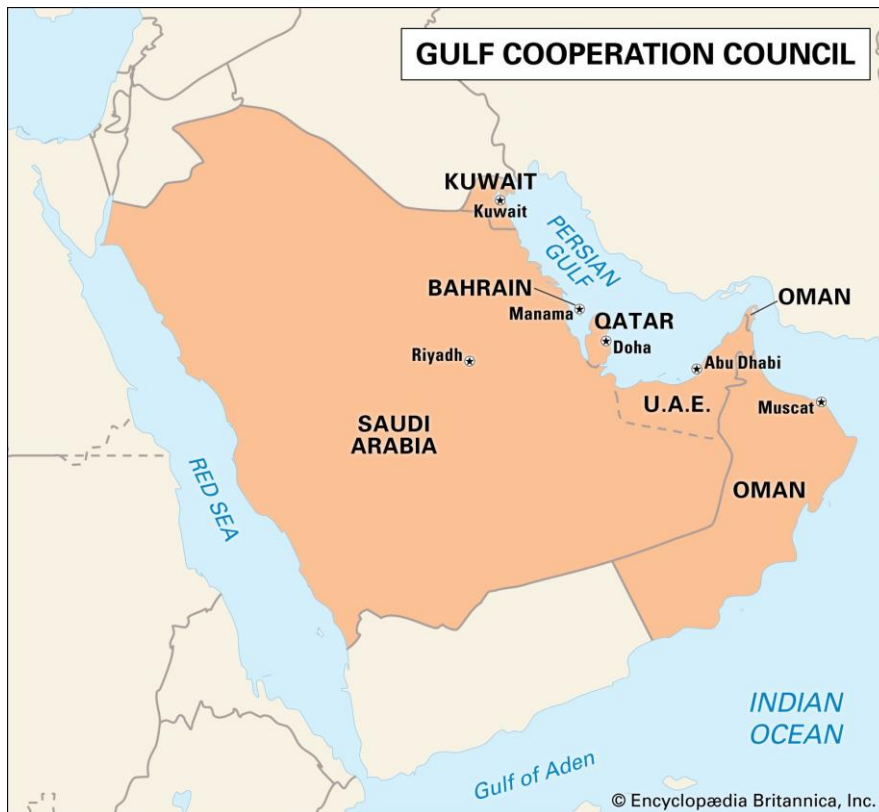 GULF COOPERATION COUNCIL
KUWAIT
Kuwait
PERSIAN
GULF
BAHRAIN
Manama
QATAR
Doha
OMAN
Riyadh
Abu Dhabi
U.A.E.
Muscat
SAUDI
ARABIA
RED SEA
OMAN
INDIAN
OCEAN
Gulf of Aden
© Encyclopædia Britannica, Inc.